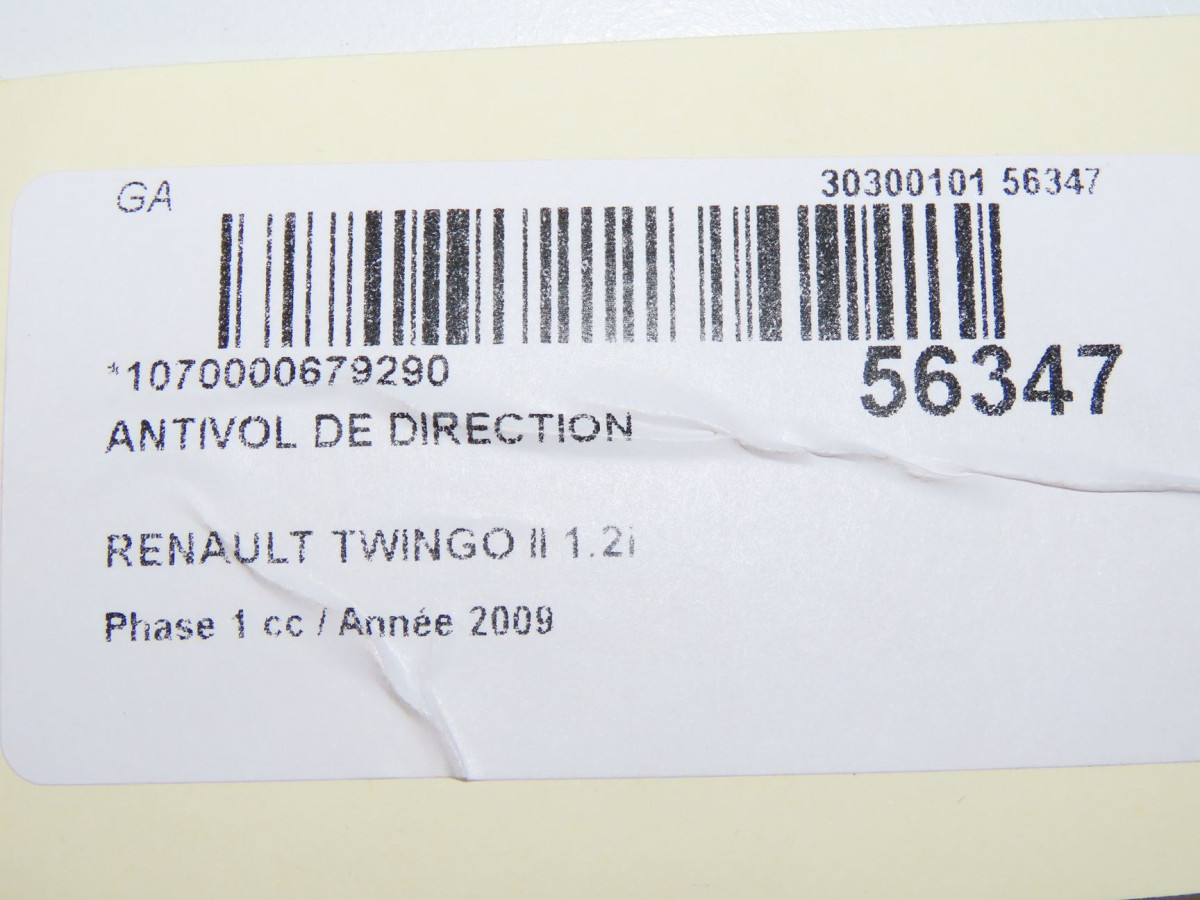 GA
30300101 56347
*1070000679290
56347
ANTIVOL DE DIRECTION
RENAULT TWINGO II 1.2i
Phase 1 cc / Année 2009